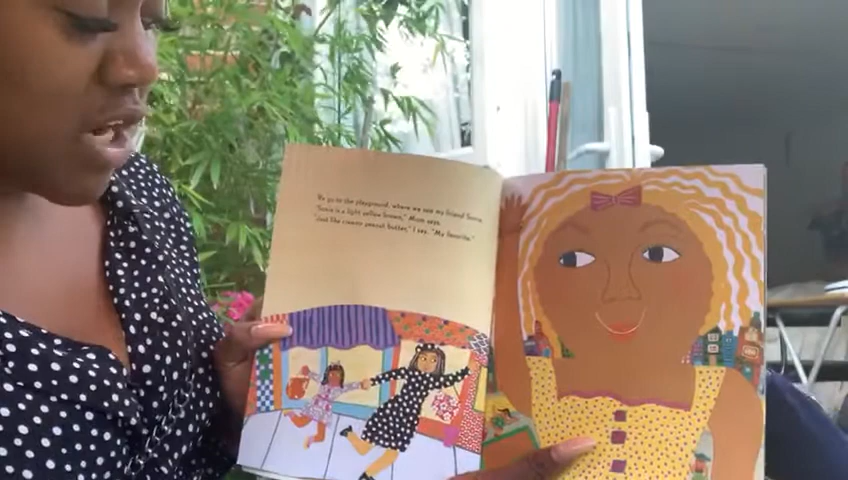 We go to the playground, where we see my friend Sonia.
"Sonia is a light yellow brown," Mom says.
"Just like creamy peanut butter," I say. "My favorite."